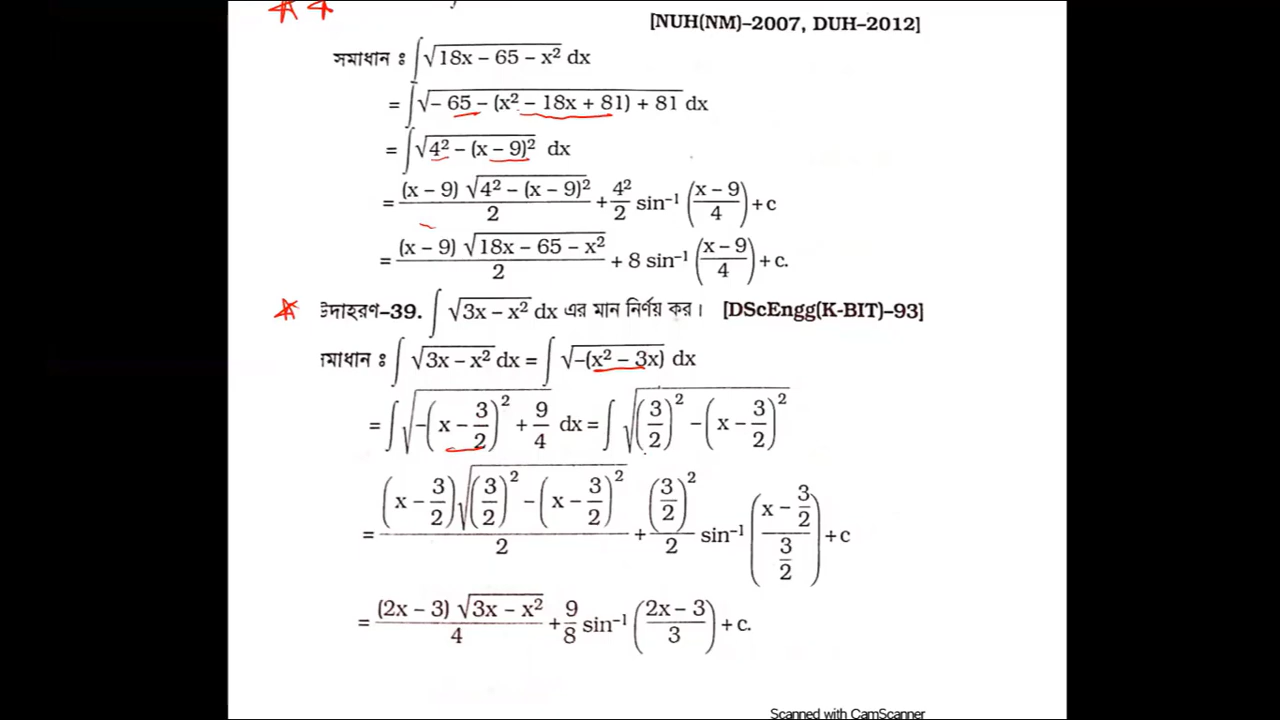 [NUH(NM)–2007, DUH–2012]
সমাধান ঃ ∫√(18x – 65 – x²) dx
= ∫√(– 65 – (x² – 18x + 81) + 81) dx
= ∫√(4² – (x – 9)²) dx
= (x – 9) √(4² – (x – 9)²) / 2 + 4²/2 sin⁻¹ ((x – 9)/4) + c
= (x – 9) √(18x – 65 – x²) / 2 + 8 sin⁻¹ ((x – 9)/4) + c.
উদাহরণ–39. ∫ √(3x – x²) dx এর মান নির্ণয় কর। [DScEngg(K-BIT)–93]
মাধান ঃ ∫ √(3x – x²) dx = ∫ √(–(x² – 3x)) dx
= ∫ √(–(x – 3/2)² + 9/4) dx = ∫ √((3/2)² – (x – 3/2)²)
= (x – 3/2) √((3/2)² – (x – 3/2)²) / 2 + (3/2)²/2 sin⁻¹ ((x – 3/2)/(3/2)) + c
= (2x – 3) √(3x – x²) / 4 + 9/8 sin⁻¹ ((2x – 3)/3) + c.
Scanned with CamScanner